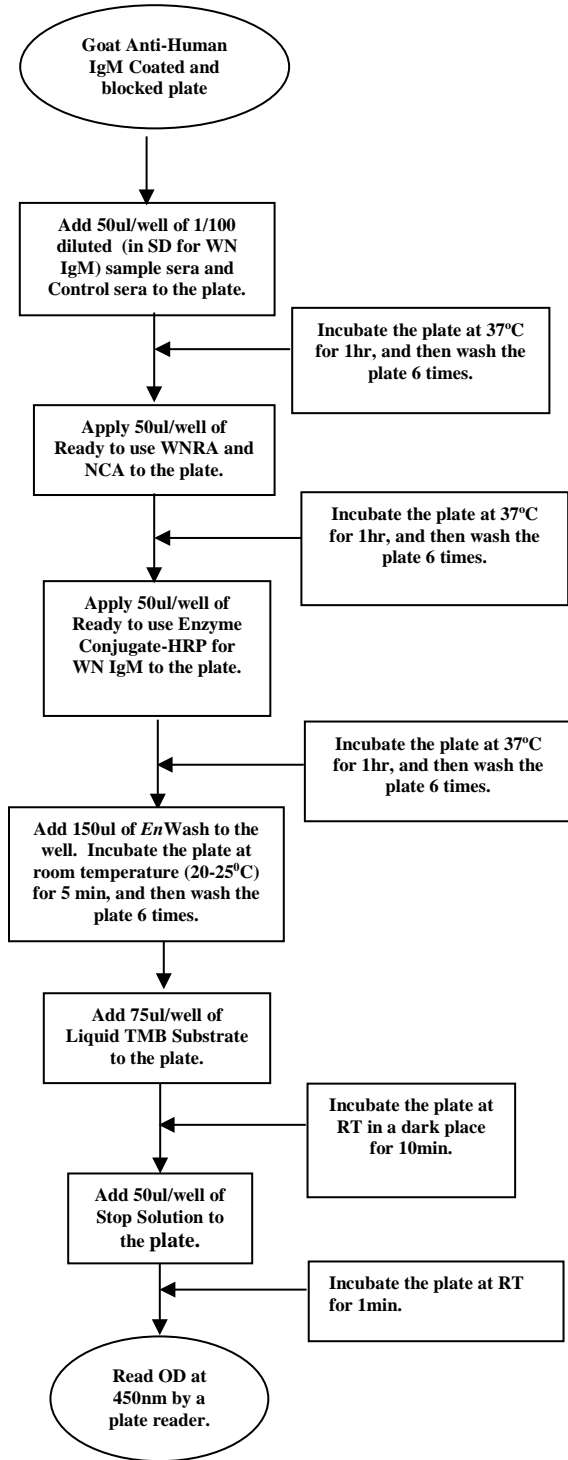 Goat Anti-Human
IgM Coated and
blocked plate
Add 50ul/well of 1/100
diluted (in SD for WN
IgM) sample sera and
Control sera to the plate.
Incubate the plate at 37ºC
for 1hr, and then wash the
plate 6 times.
Apply 50ul/well of
Ready to use WNRA and
NCA to the plate.
Incubate the plate at 37ºC
for 1hr, and then wash the
plate 6 times.
Apply 50ul/well of
Ready to use Enzyme
Conjugate-HRP for
WN IgM to the plate.
Incubate the plate at 37ºC
for 1hr, and then wash the
plate 6 times.
Add 150ul of EnWash to the
well. Incubate the plate at
room temperature (20-25⁰C)
for 5 min, and then wash the
plate 6 times.
Add 75ul/well of
Liquid TMB Substrate
to the plate.
Incubate the plate at
RT in a dark place
for 10min.
Add 50ul/well of
Stop Solution to
the plate.
Incubate the plate at RT
for 1min.
Read OD at
450nm by a
plate reader.